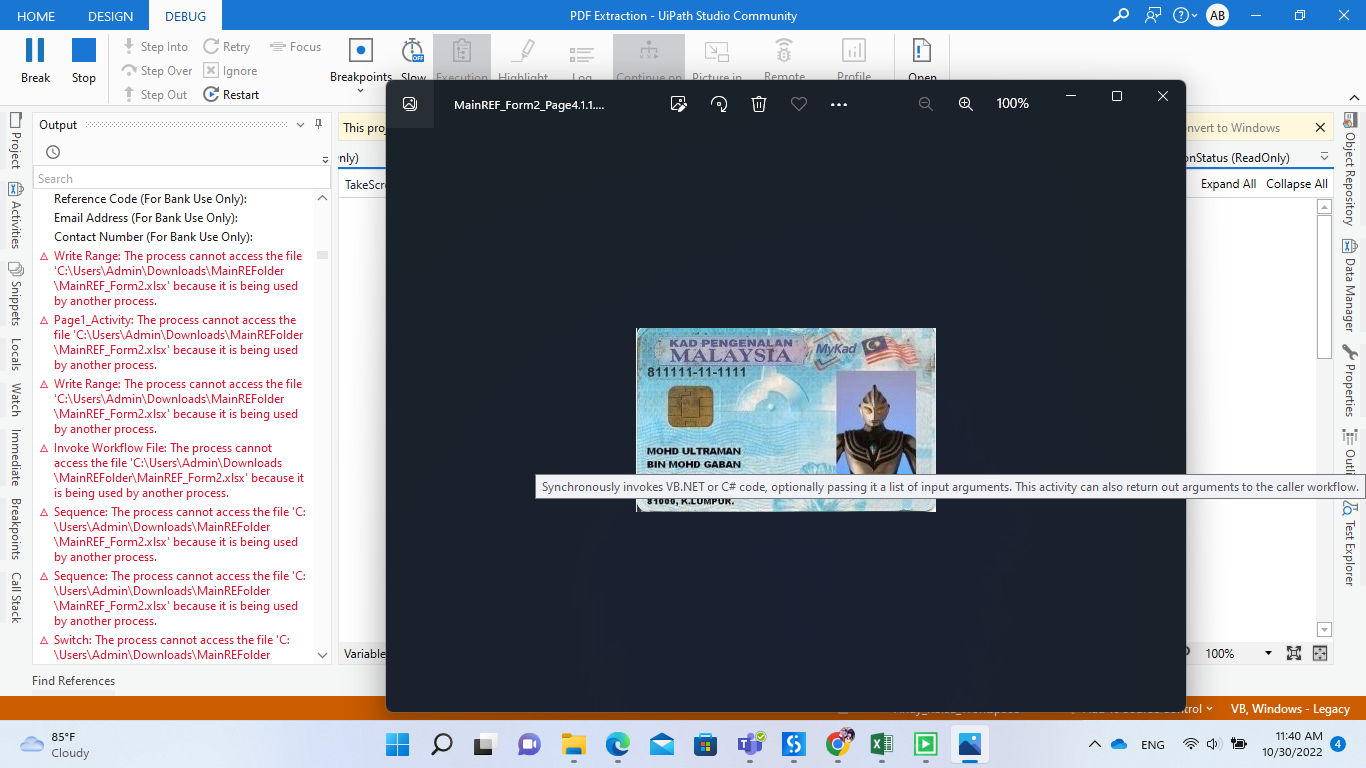 HOME DESIGN DEBUG PDF Extraction - UiPath Studio Community AB
Break
Stop
Step Into
Step Over
Step Out
Retry
Ignore
Restart
Focus
Breakpoints
Slow
Execution
Highlight
Log
Continue on
Picture in
Remote
Profile
Open
Output
Search
Reference Code (For Bank Use Only):
Email Address (For Bank Use Only):
Contact Number (For Bank Use Only):
Write Range: The process cannot access the file
'C:\Users\Admin\Downloads\MainREFolder
\MainREF_Form2.xlsx' because it is being used
by another process.
Page1_Activity: The process cannot access the
file 'C:\Users\Admin\Downloads\MainREFolder
\MainREF_Form2.xlsx' because it is being used
by another process.
Write Range: The process cannot access the file
'C:\Users\Admin\Downloads\MainREFolder
\MainREF_Form2.xlsx' because it is being used
by another process.
Invoke Workflow File: The process cannot
access the file 'C:\Users\Admin\Downloads
\MainREFolder\MainREF_Form2.xlsx' because it
is being used by another process.
Sequence: The process cannot access the file 'C:
\Users\Admin\Downloads\MainREFolder
\MainREF_Form2.xlsx' because it is being used
by another process.
Sequence: The process cannot access the file 'C:
\Users\Admin\Downloads\MainREFolder
\MainREF_Form2.xlsx' because it is being used
by another process.
Switch: The process cannot access the file 'C:
\Users\Admin\Downloads\MainREFolder
Find References
Project
Activities
Snippets
Locals
Watch
Immediate
Breakpoints
Call Stack
This
nly)
TakeScr
Variable
MainREF_Form2_Page4.1.1....
100%
KAD PENGENALAN
MALAYSIA
MyKad
811111-11-1111
MOHD ULTRAMAN
BIN MOHD GABAN
81000, K.LUMPUR.
Synchronously invokes VB.NET or C# code, optionally passing it a list of input arguments. This activity can also return out arguments to the caller workflow.
nvert to Windows
onStatus (ReadOnly)
Expand All Collapse All
100%
Object Repository
Data Manager
Properties
Outli
Test Explorer
VB, Windows - Legacy
85°F
Cloudy
ENG
11:40 AM
10/30/2022
4